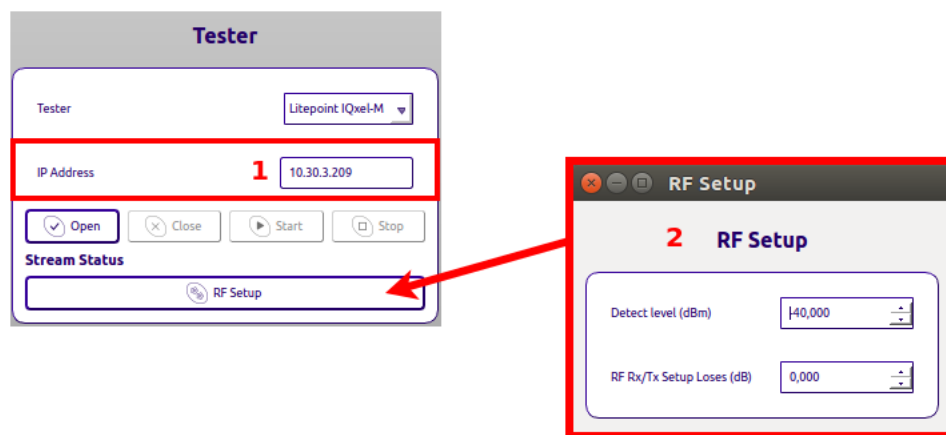 Tester
Tester Litepoint IQxel-M
IP Address 1 10.30.3.209
Open Close Start Stop
Stream Status
RF Setup
RF Setup
2 RF Setup
Detect level (dBm) -40,000
RF Rx/Tx Setup Loses (dB) 0,000